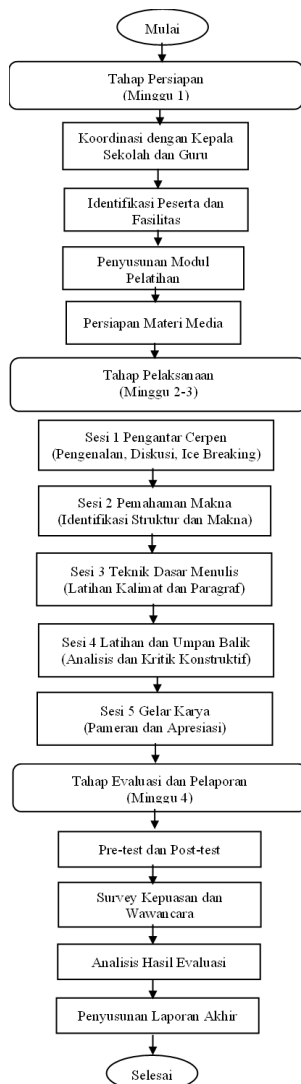 Mulai
Tahap Persiapan
(Minggu 1)
Koordinasi dengan Kepala
Sekolah dan Guru
Identifikasi Peserta dan
Fasilitas
Penyusunan Modul
Pelatihan
Persiapan Materi Media
Tahap Pelaksanaan
(Minggu 2-3)
Sesi 1 Pengantar Cerpen
(Pengenalan, Diskusi, Ice Breaking)
Sesi 2 Pemahaman Makna
(Identifikasi Struktur dan Makna)
Sesi 3 Teknik Dasar Menulis
(Latihan Kalimat dan Paragraf)
Sesi 4 Latihan dan Umpan Balik
(Analisis dan Kritik Konstruktif)
Sesi 5 Gelar Karya
(Pameran dan Apresiasi)
Tahap Evaluasi dan Pelaporan
(Minggu 4)
Pre-test dan Post-test
Survey Kepuasan dan
Wawancara
Analisis Hasil Evaluasi
Penyusunan Laporan Akhir
Selesai